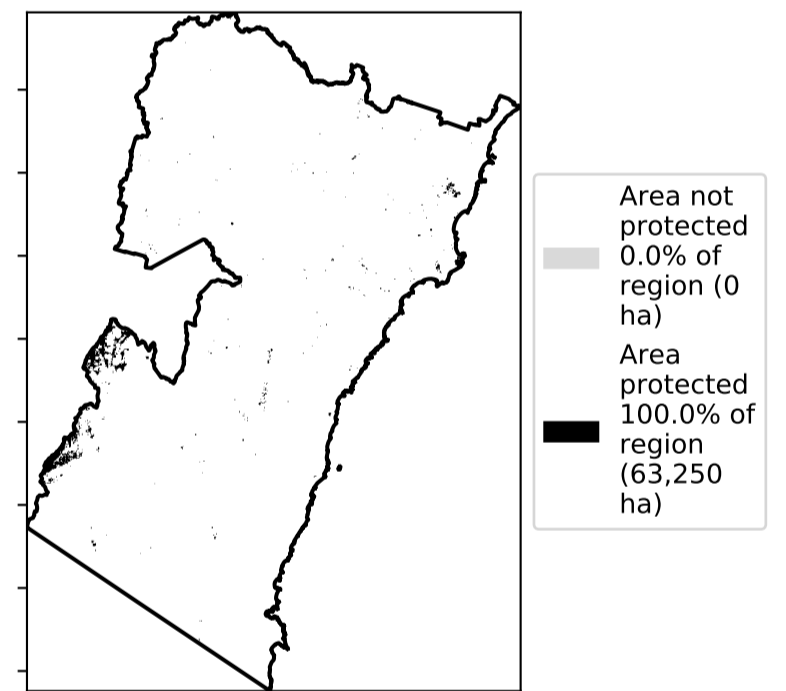 Area not
protected
0.0% of
region (0
ha)
Area
protected
100.0% of
region
(63,250
ha)